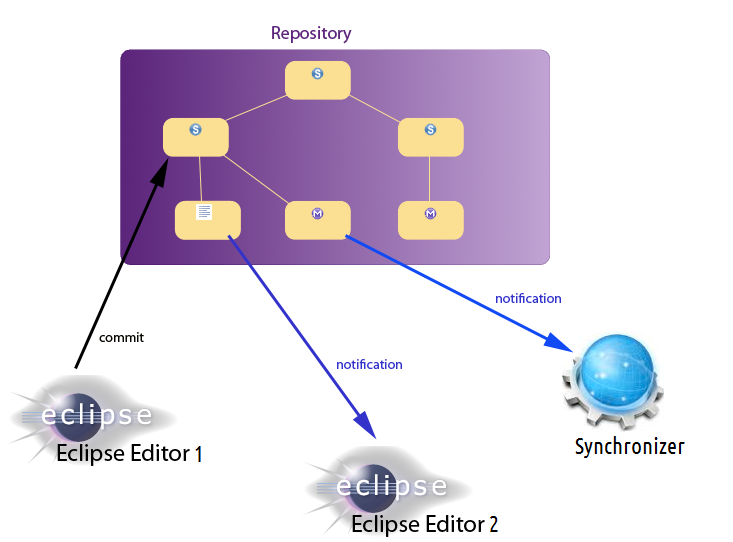 Repository
S
S
S
M
M
commit
notification
notification
eclipse
Eclipse Editor 1
Synchronizer
eclipse
Eclipse Editor 2